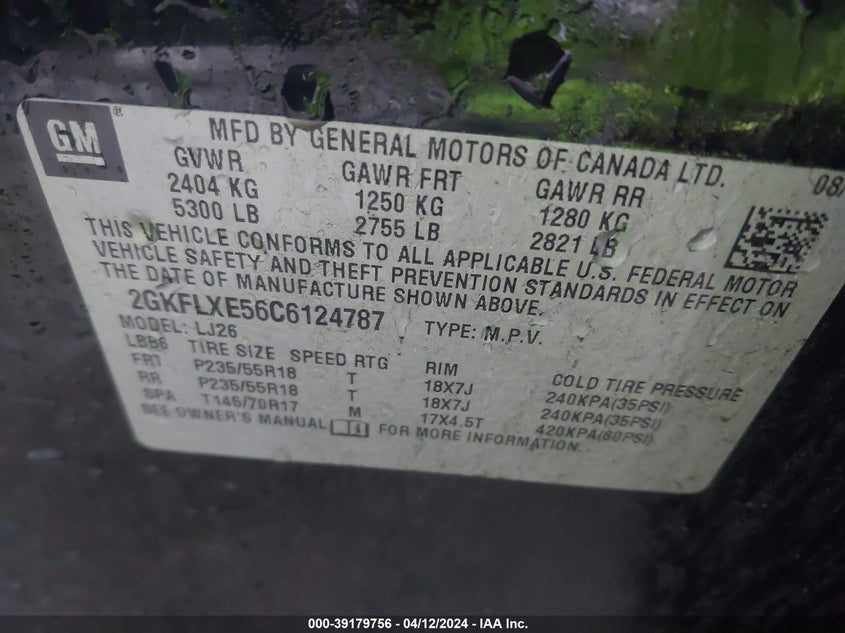 GM ®
MFD BY GENERAL MOTORS OF CANADA LTD. 08/
GVWR GAWR FRT GAWR RR
2404 KG 1250 KG 1280 KG
5300 LB 2755 LB 2821 LB
THIS VEHICLE CONFORMS TO ALL APPLICABLE U.S. FEDERAL MOTOR
VEHICLE SAFETY AND THEFT PREVENTION STANDARDS IN EFFECT ON
THE DATE OF MANUFACTURE SHOWN ABOVE.
2GKFLXE56C6124787 TYPE: M.P.V.
MODEL: LJ26
LBB6 TIRE SIZE SPEED RTG RIM COLD TIRE PRESSURE
FRT P235/55R18 T 18X7J 240KPA(35PSI)
RR P235/55R18 T 18X7J 240KPA(35PSI)
SPA T145/70R17 M 17X4.5T 420KPA(60PSI)
SEE OWNER'S MANUAL FOR MORE INFORMATION.
000-39179756 - 04/12/2024 - IAA Inc.